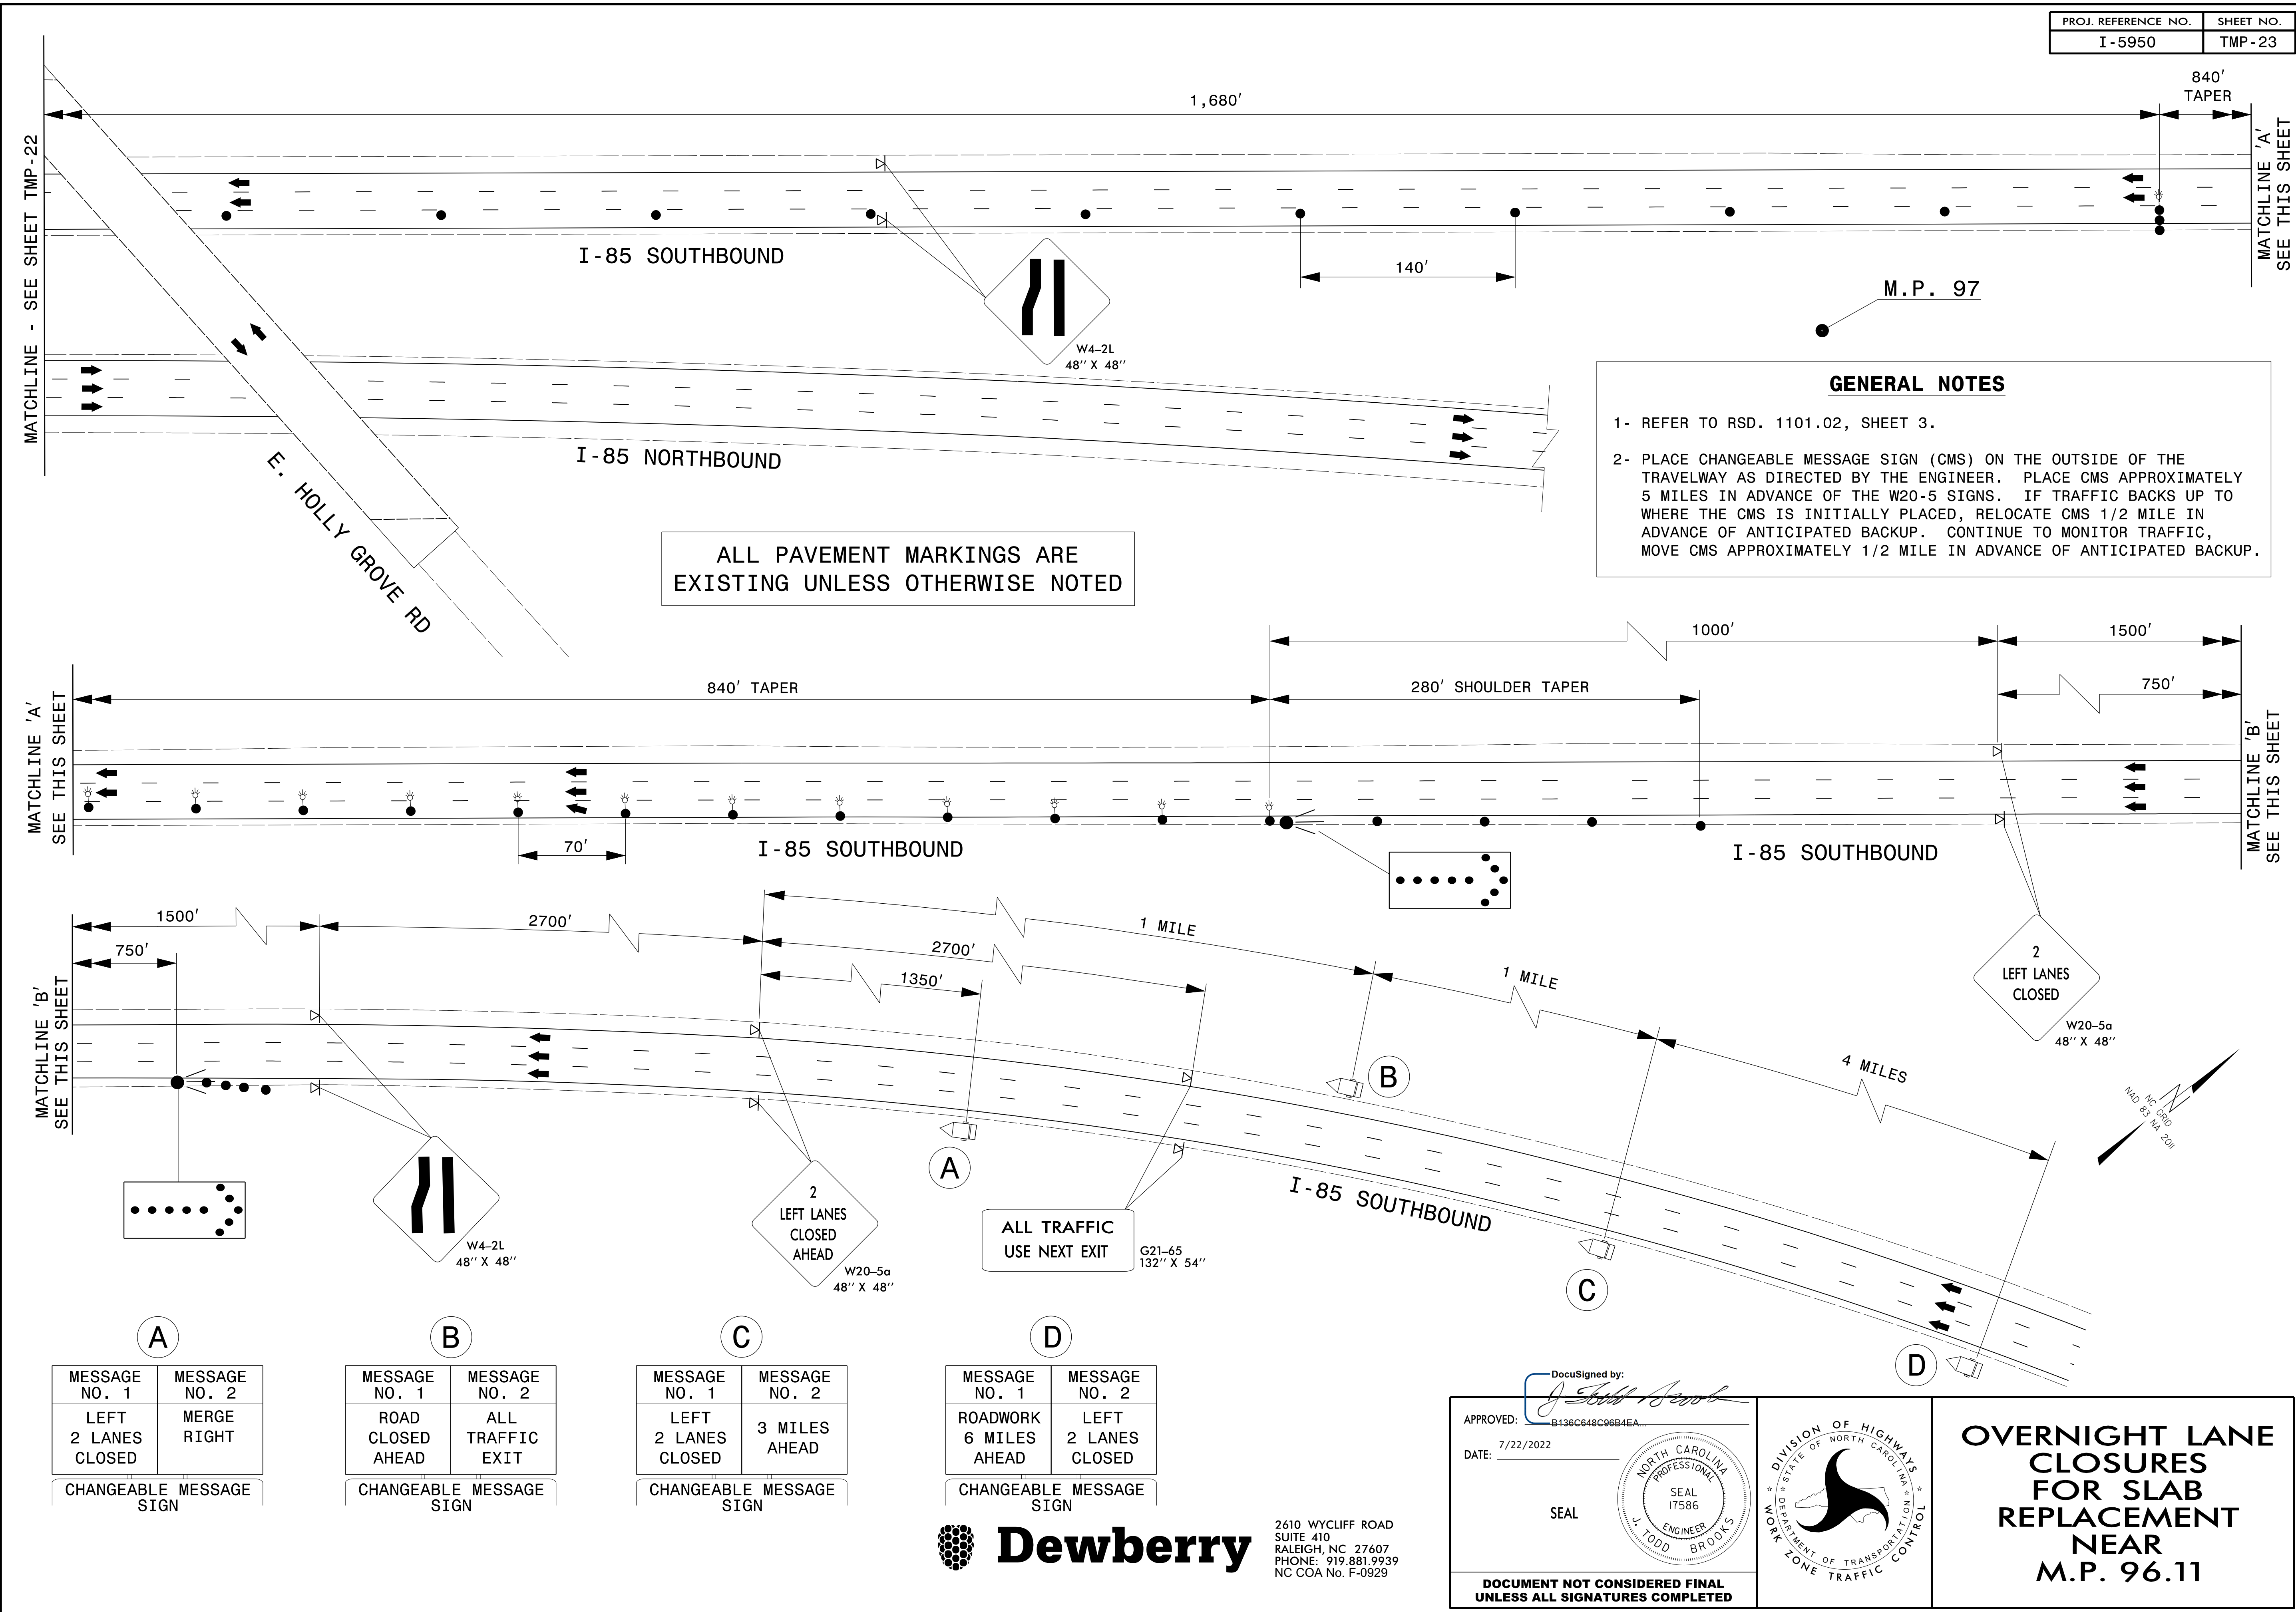 PROJ. REFERENCE NO.
SHEET NO.
I-5950
TMP-23
1,680'
840'
TAPER
MATCHLINE - SEE SHEET TMP-22
MATCHLINE 'A'
SEE THIS SHEET
I-85 SOUTHBOUND
140'
M.P. 97
W4-2L
48'' X 48''
I-85 NORTHBOUND
E. HOLLY GROVE RD
GENERAL NOTES
1- REFER TO RSD. 1101.02, SHEET 3.
2- PLACE CHANGEABLE MESSAGE SIGN (CMS) ON THE OUTSIDE OF THE
TRAVELWAY AS DIRECTED BY THE ENGINEER. PLACE CMS APPROXIMATELY
5 MILES IN ADVANCE OF THE W20-5 SIGNS. IF TRAFFIC BACKS UP TO
WHERE THE CMS IS INITIALLY PLACED, RELOCATE CMS 1/2 MILE IN
ADVANCE OF ANTICIPATED BACKUP. CONTINUE TO MONITOR TRAFFIC,
MOVE CMS APPROXIMATELY 1/2 MILE IN ADVANCE OF ANTICIPATED BACKUP.
ALL PAVEMENT MARKINGS ARE
EXISTING UNLESS OTHERWISE NOTED
MATCHLINE 'A'
SEE THIS SHEET
840' TAPER
280' SHOULDER TAPER
1000'
1500'
750'
MATCHLINE 'B'
SEE THIS SHEET
70'
I-85 SOUTHBOUND
I-85 SOUTHBOUND
2
LEFT LANES
CLOSED
W20-5a
48'' X 48''
MATCHLINE 'B'
SEE THIS SHEET
1500'
750'
2700'
1 MILE
2700'
1350'
1 MILE
4 MILES
B
A
C
D
I-85 SOUTHBOUND
W4-2L
48'' X 48''
2
LEFT LANES
CLOSED
AHEAD
W20-5a
48'' X 48''
ALL TRAFFIC
USE NEXT EXIT
G21-65
132'' X 54''
NC GRID
NAD 83 NA 2011
A
MESSAGE NO. 1
MESSAGE NO. 2
LEFT
2 LANES
CLOSED
MERGE
RIGHT
CHANGEABLE MESSAGE
SIGN
B
MESSAGE NO. 1
MESSAGE NO. 2
ROAD
CLOSED
AHEAD
ALL
TRAFFIC
EXIT
CHANGEABLE MESSAGE
SIGN
C
MESSAGE NO. 1
MESSAGE NO. 2
LEFT
2 LANES
CLOSED
3 MILES
AHEAD
CHANGEABLE MESSAGE
SIGN
D
MESSAGE NO. 1
MESSAGE NO. 2
ROADWORK
6 MILES
AHEAD
LEFT
2 LANES
CLOSED
CHANGEABLE MESSAGE
SIGN
Dewberry
2610 WYCLIFF ROAD
SUITE 410
RALEIGH, NC 27607
PHONE: 919.881.9939
NC COA No. F-0929
DocuSigned by:
APPROVED:
B136C648C96B4EA...
DATE: 7/22/2022
SEAL
NORTH CAROLINA
PROFESSIONAL
SEAL
17586
ENGINEER
J. TODD BROOKS
DOCUMENT NOT CONSIDERED FINAL
UNLESS ALL SIGNATURES COMPLETED
DIVISION OF HIGHWAYS
STATE OF NORTH CAROLINA
DEPARTMENT OF TRANSPORTATION
WORK ZONE TRAFFIC CONTROL
OVERNIGHT LANE
CLOSURES
FOR SLAB
REPLACEMENT
NEAR
M.P. 96.11